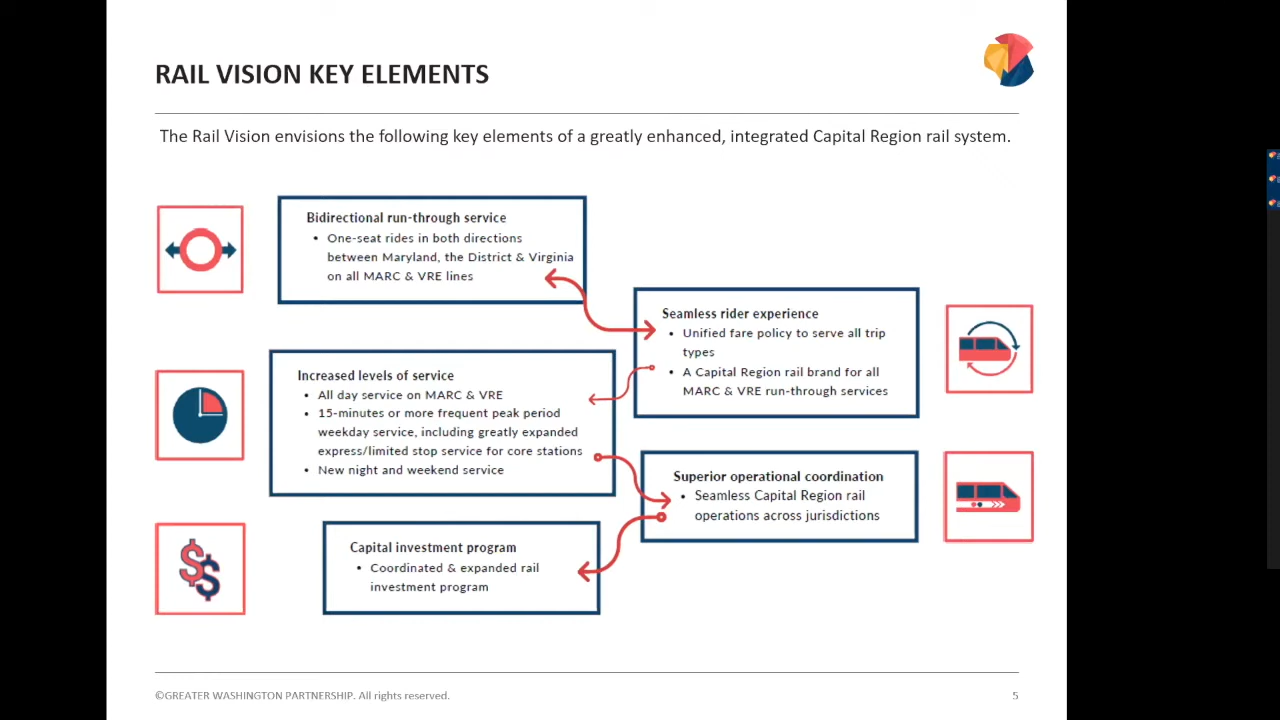 RAIL VISION KEY ELEMENTS
The Rail Vision envisions the following key elements of a greatly enhanced, integrated Capital Region rail system.
Bidirectional run-through service
• One-seat rides in both directions
between Maryland, the District & Virginia
on all MARC & VRE lines
Seamless rider experience
• Unified fare policy to serve all trip
types
• A Capital Region rail brand for all
MARC & VRE run-through services
Increased levels of service
• All day service on MARC & VRE
• 15-minutes or more frequent peak period
weekday service, including greatly expanded
express/limited stop service for core stations
• New night and weekend service
Superior operational coordination
• Seamless Capital Region rail
operations across jurisdictions
Capital investment program
• Coordinated & expanded rail
investment program
©GREATER WASHINGTON PARTNERSHIP. All rights reserved.
5